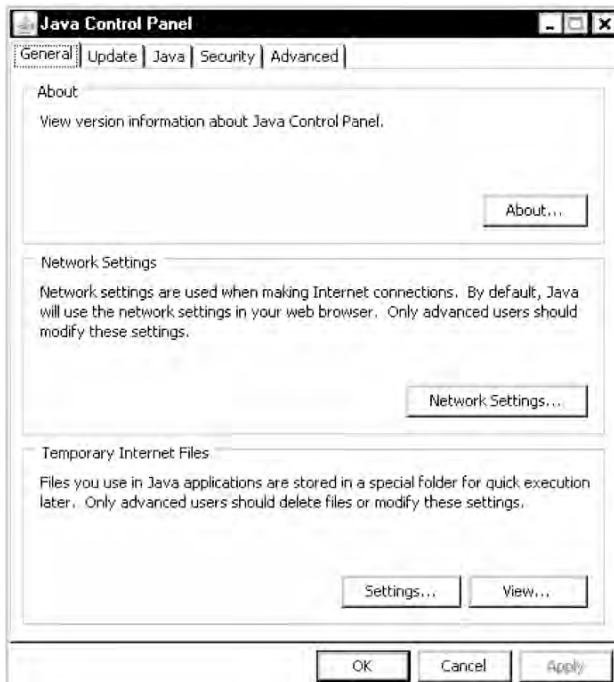 Java Control Panel
General Update Java Security Advanced
About
View version information about Java Control Panel.
About...
Network Settings
Network settings are used when making Internet connections. By default, Java
will use the network settings in your web browser. Only advanced users should
modify these settings.
Network Settings...
Temporary Internet Files
Files you use in Java applications are stored in a special folder for quick execution
later. Only advanced users should delete files or modify these settings.
Settings... View...
OK Cancel Apply